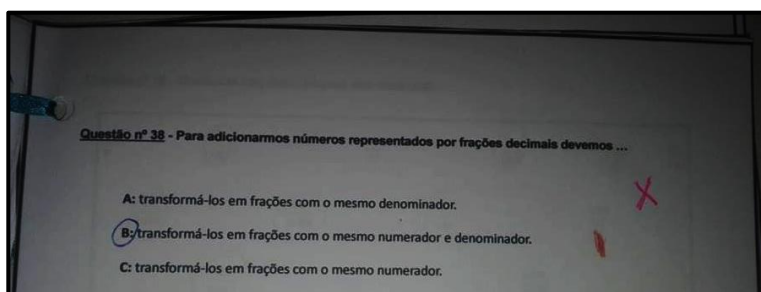 Questão nº 38 - Para adicionarmos números representados por frações decimais devemos ...
A: transformá-los em frações com o mesmo denominador.
B: transformá-los em frações com o mesmo numerador e denominador.
C: transformá-los em frações com o mesmo numerador.